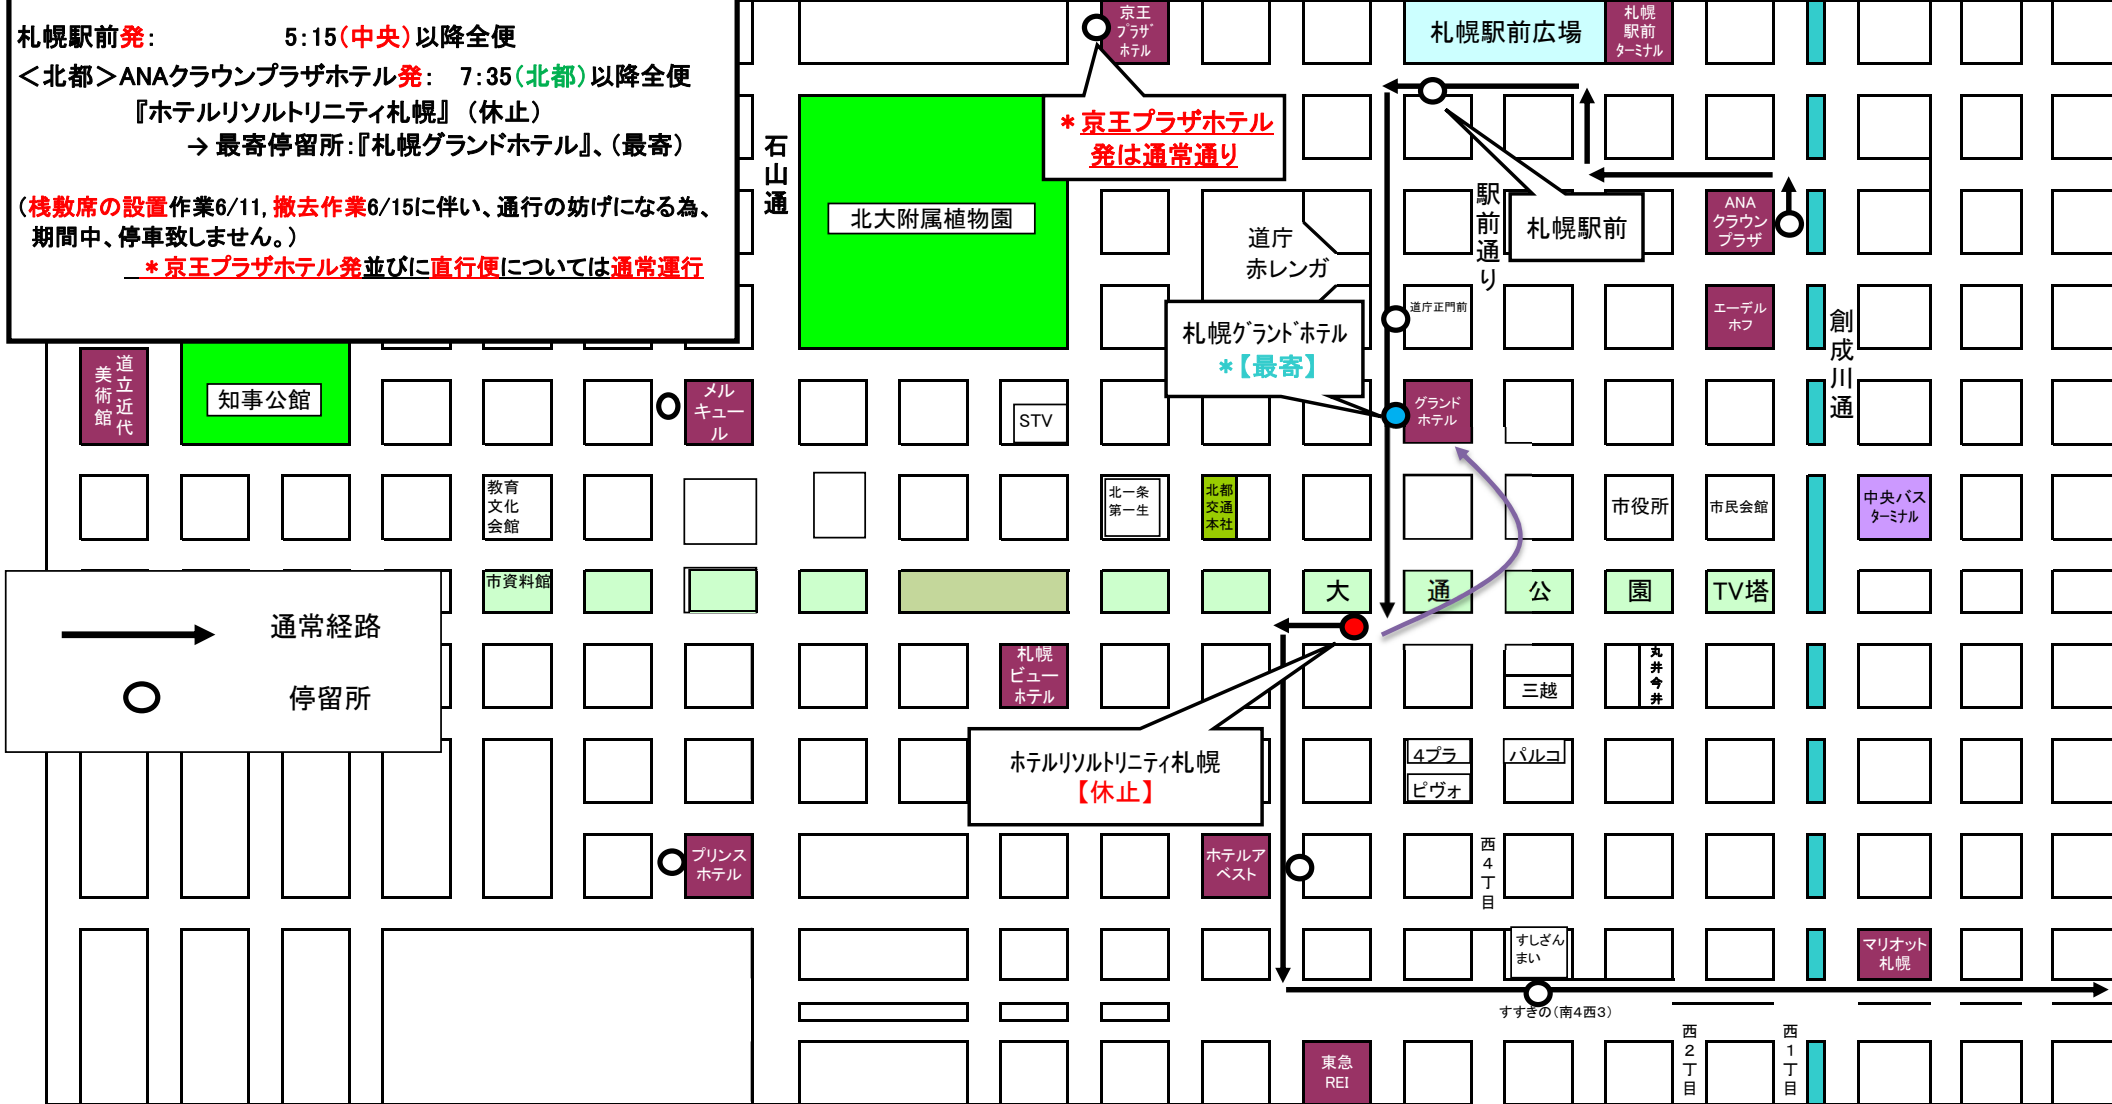 札幌駅前発: 5:15(中央)以降全便
＜北都＞ANAクラウンプラザホテル発: 7:35(北都)以降全便
『ホテルリソルトリニティ札幌』 (休止)
→ 最寄停留所:『札幌グランドホテル』、(最寄)
(桟敷席の設置作業6/11, 撤去作業6/15に伴い、通行の妨げになる為、
期間中、停車致しません。)
＊京王プラザホテル発並びに直行便については通常運行
京王
プラザ
ホテル
札幌駅前広場
札幌
駅前
ターミナル
＊京王プラザホテル
発は通常通り
石山通
北大附属植物園
道庁
赤レンガ
駅前通り
札幌駅前
ANA
クラウン
プラザ
道庁正門前
エーデル
ホフ
創成川通
札幌グランドホテル
＊【最寄】
道立近代
美術館
知事公館
メル
キュー
ル
STV
グランド
ホテル
教育
文化
会館
北一条
第一生
北都
交通
本社
市役所
市民会館
中央バス
ターミナル
市資料館
大
通
公
園
TV塔
通常経路
停留所
札幌
ビュー
ホテル
三越
丸井今井
ホテルリソルトリニティ札幌
【休止】
4プラ
ピヴォ
パルコ
プリンス
ホテル
ホテルア
ベスト
西4丁目
すしざん
まい
マリオット
札幌
すすきの(南4西3)
東急
REI
西2丁目
西1丁目